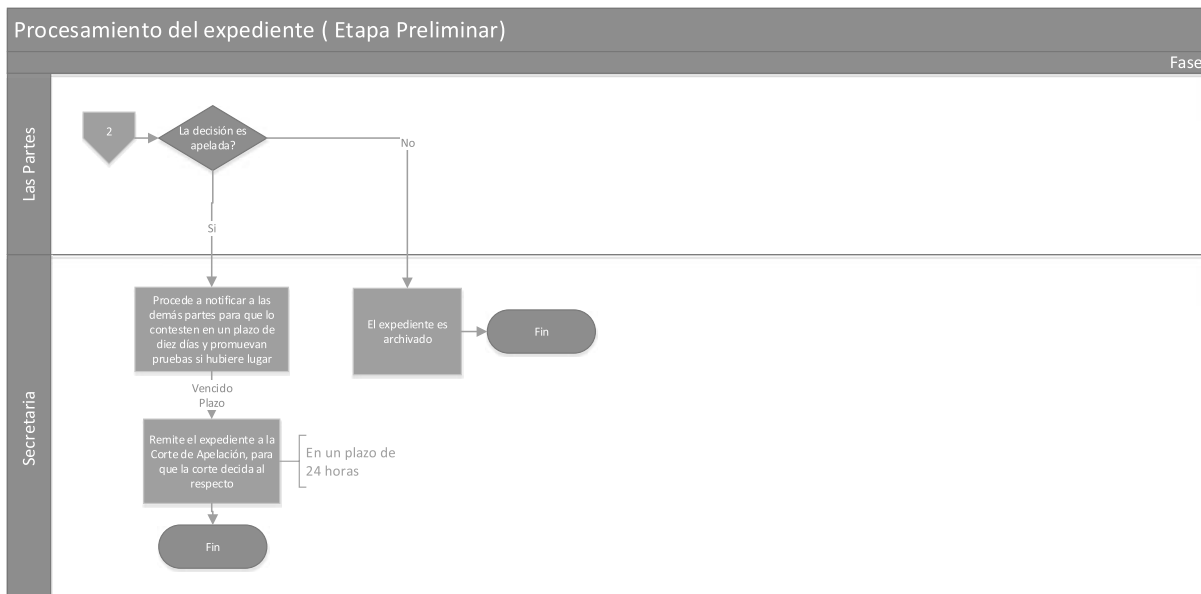 Procesamiento del expediente ( Etapa Preliminar)
Fase
Las Partes
2
La decisión es
apelada?
No
Si
Secretaria
Procede a notificar a las
demás partes para que lo
contesten en un plazo de
diez días y promuevan
pruebas si hubiere lugar
El expediente es
archivado
Fin
Vencido
Plazo
Remite el expediente a la
Corte de Apelación, para
que la corte decida al
respecto
En un plazo de
24 horas
Fin